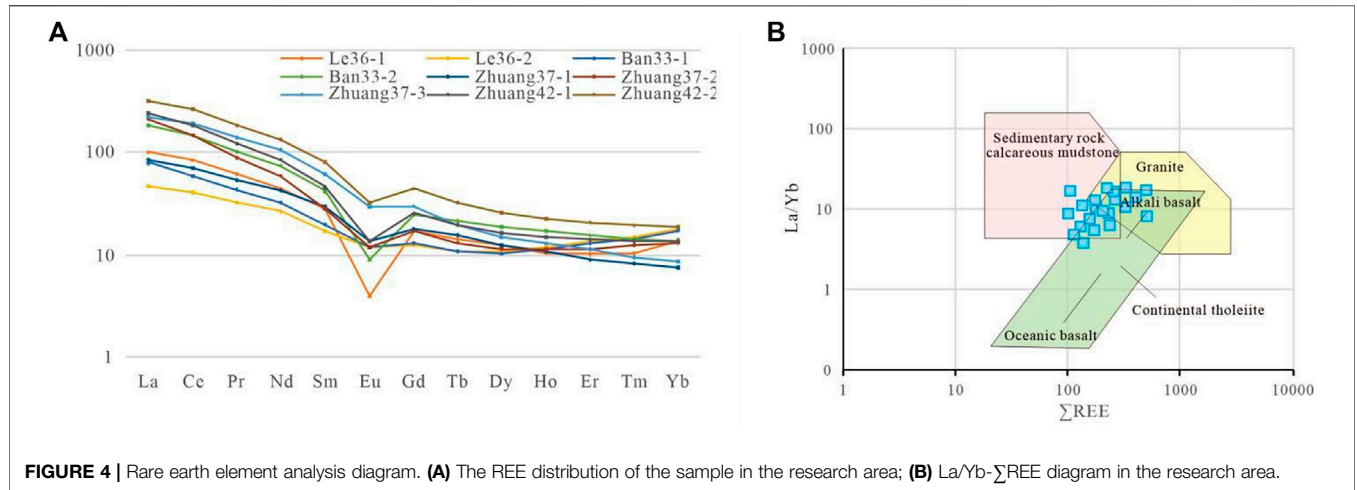 A
1000
100
10
1
Le36-1 Le36-2 Ban33-1
Ban33-2 Zhuang37-1 Zhuang37-2
Zhuang37-3 Zhuang42-1 Zhuang42-2
La Ce Pr Nd Sm Eu Gd Tb Dy Ho Er Tm Yb
B
La/Yb
1000
100
10
1
0
Sedimentary rock
calcareous mudstone
Granite
Alkali basalt
Continental tholeiite
Oceanic basalt
1 10 100 1000 10000
∑REE
FIGURE 4 | Rare earth element analysis diagram. (A) The REE distribution of the sample in the research area; (B) La/Yb-∑REE diagram in the research area.